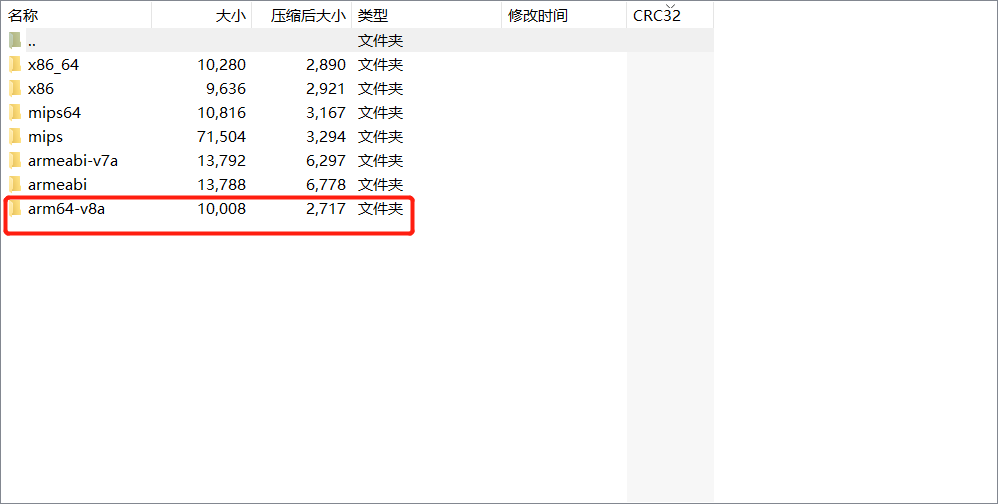 名称 大小 压缩后大小 类型 修改时间 CRC32
.. 文件夹
x86_64 10,280 2,890 文件夹
x86 9,636 2,921 文件夹
mips64 10,816 3,167 文件夹
mips 71,504 3,294 文件夹
armeabi-v7a 13,792 6,297 文件夹
armeabi 13,788 6,778 文件夹
arm64-v8a 10,008 2,717 文件夹